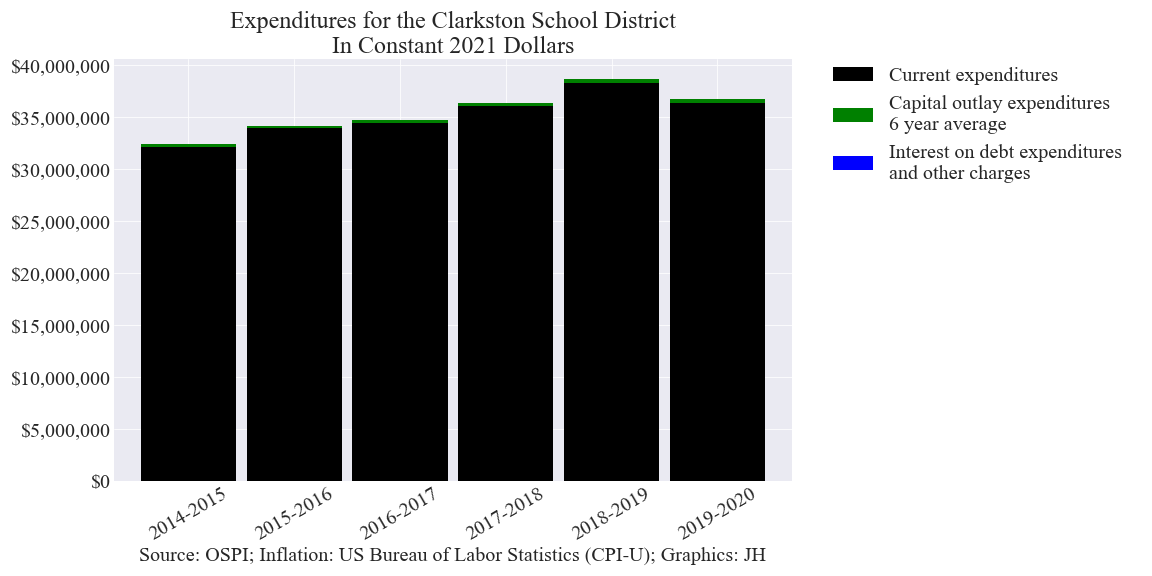 Expenditures for the Clarkston School District
In Constant 2021 Dollars
$40,000,000
$35,000,000
$30,000,000
$25,000,000
$20,000,000
$15,000,000
$10,000,000
$5,000,000
$0
2014-2015
2015-2016
2016-2017
2017-2018
2018-2019
2019-2020
Source: OSPI; Inflation: US Bureau of Labor Statistics (CPI-U); Graphics: JH
Current expenditures
Capital outlay expenditures
6 year average
Interest on debt expenditures
and other charges